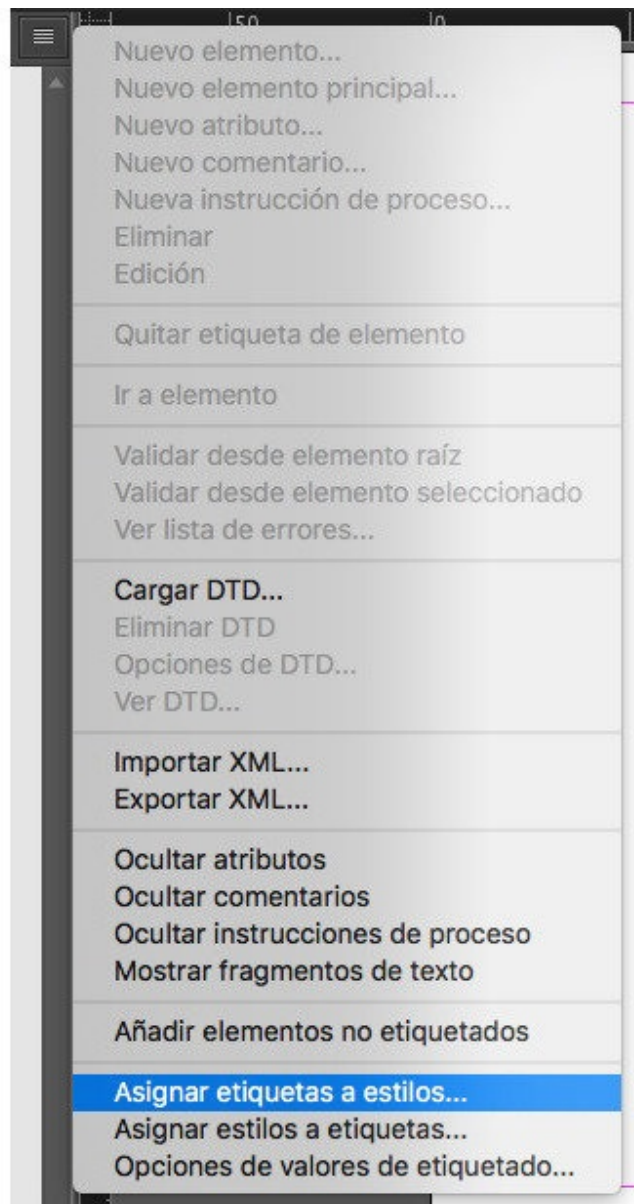 50
0
Nuevo elemento...
Nuevo elemento principal...
Nuevo atributo...
Nuevo comentario...
Nueva instrucción de proceso...
Eliminar
Edición
Quitar etiqueta de elemento
Ir a elemento
Validar desde elemento raíz
Validar desde elemento seleccionado
Ver lista de errores...
Cargar DTD...
Eliminar DTD
Opciones de DTD...
Ver DTD...
Importar XML...
Exportar XML...
Ocultar atributos
Ocultar comentarios
Ocultar instrucciones de proceso
Mostrar fragmentos de texto
Añadir elementos no etiquetados
Asignar etiquetas a estilos...
Asignar estilos a etiquetas...
Opciones de valores de etiquetado...